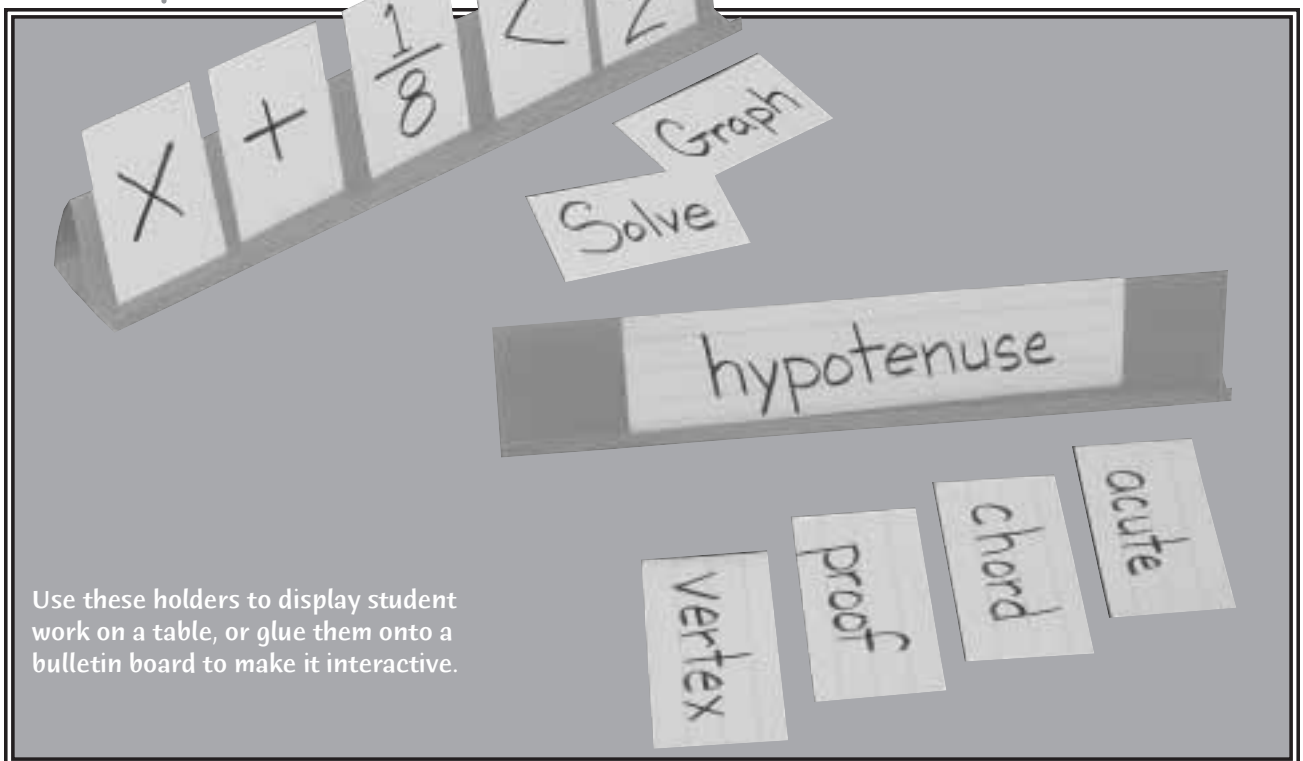 X + 1/8 < 2
Graph
Solve
hypotenuse
acute
chord
proof
vertex
Use these holders to display student
work on a table, or glue them onto a
bulletin board to make it interactive.